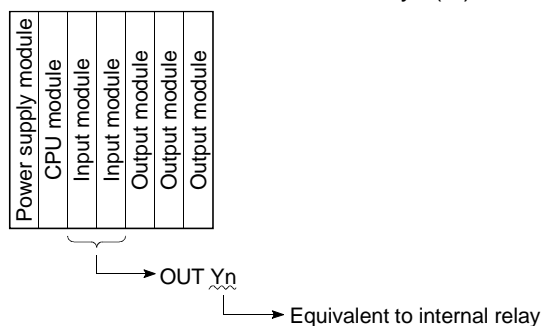 Power supply module
CPU module
Input module
Input module
Output module
Output module
Output module
OUT Yn
Equivalent to internal relay